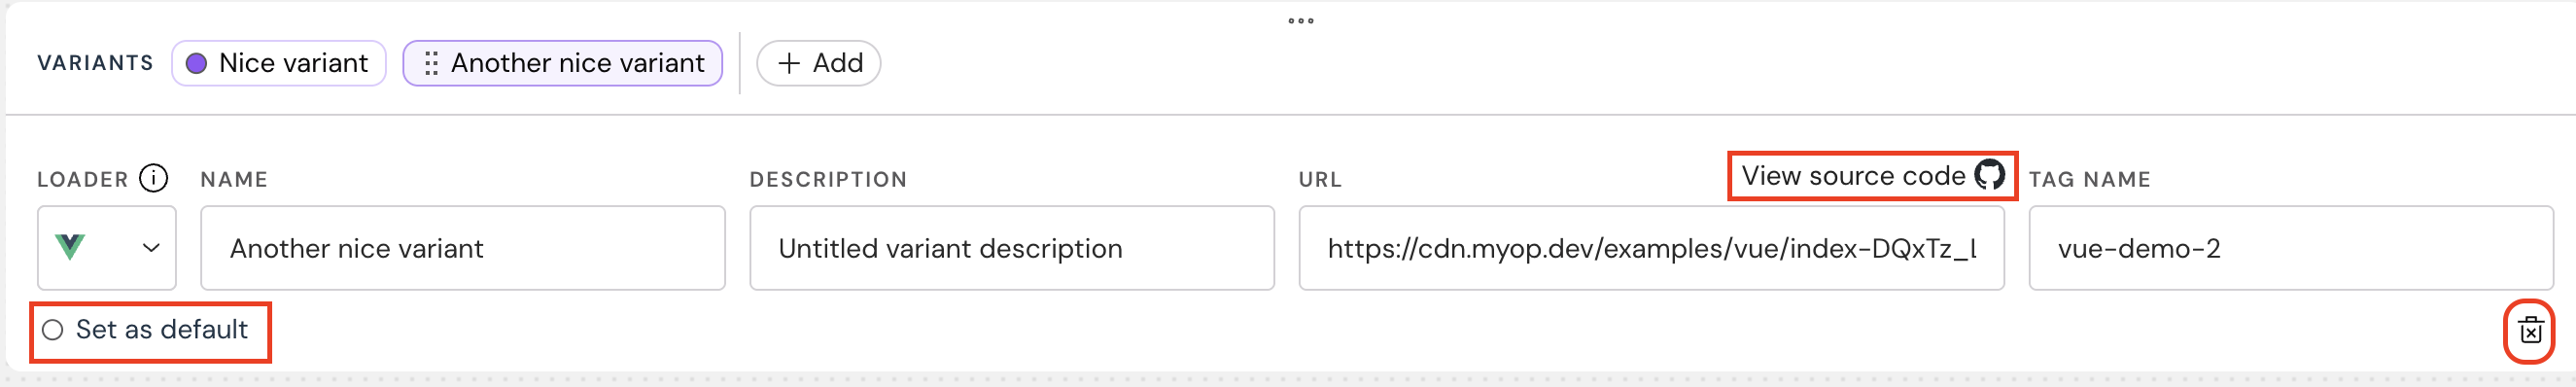 VARIANTS Nice variant Another nice variant + Add
LOADER NAME DESCRIPTION URL View source code TAG NAME
Another nice variant Untitled variant description https://cdn.myop.dev/examples/vue/index-DQxTz_ vue-demo-2
Set as default